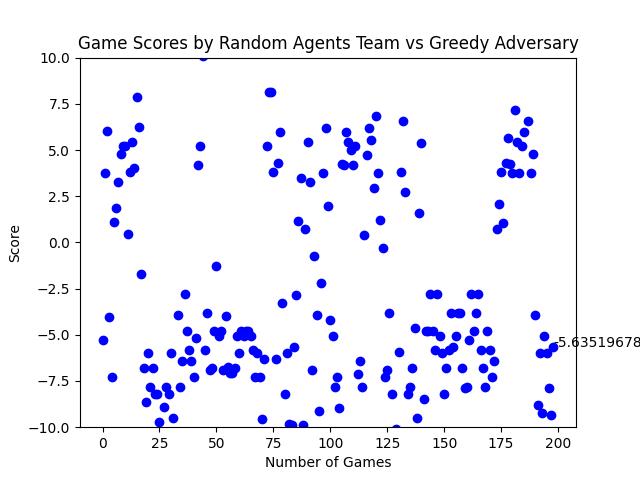 Game Scores by Random Agents Team vs Greedy Adversary
10.0
7.5
5.0
2.5
0.0
−2.5
−5.0
−7.5
−10.0
Score
-5.63519678
0 25 50 75 100 125 150 175 200
Number of Games